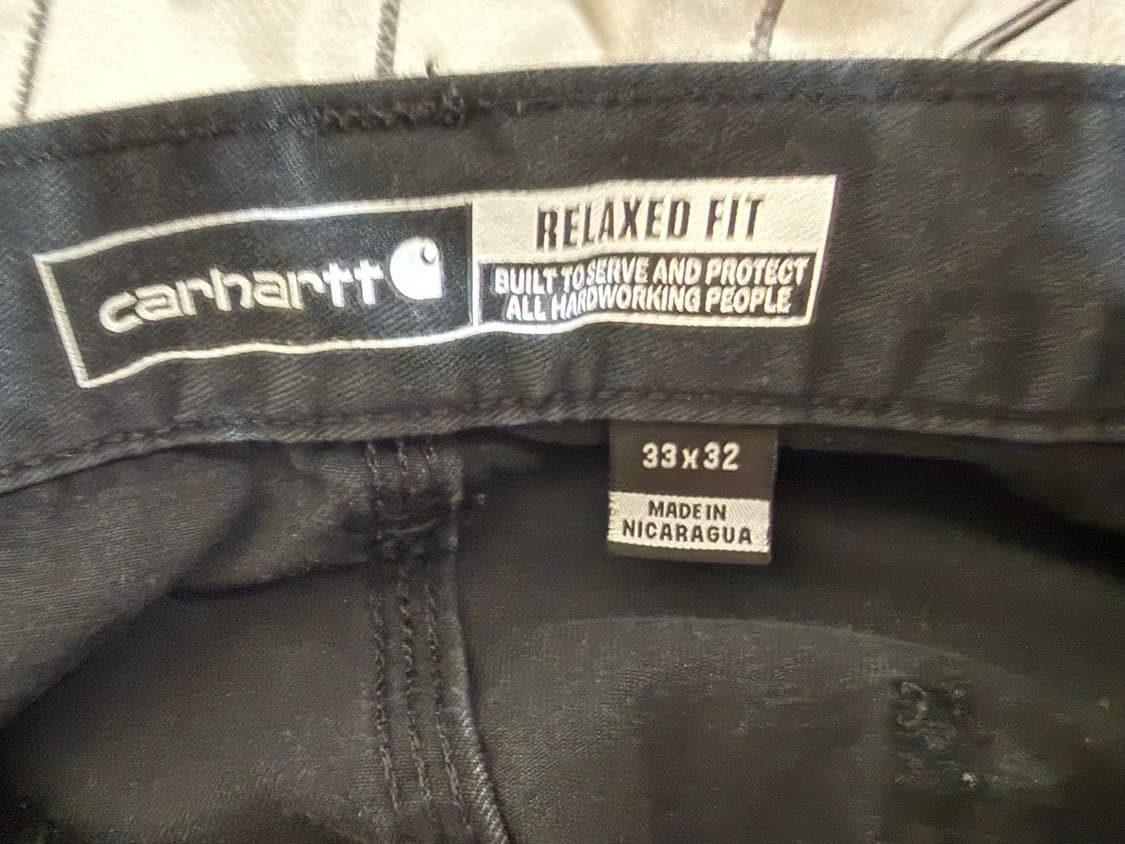 carhartt
RELAXED FIT
BUILT TO SERVE AND PROTECT
ALL HARDWORKING PEOPLE
33x32
MADE IN
NICARAGUA